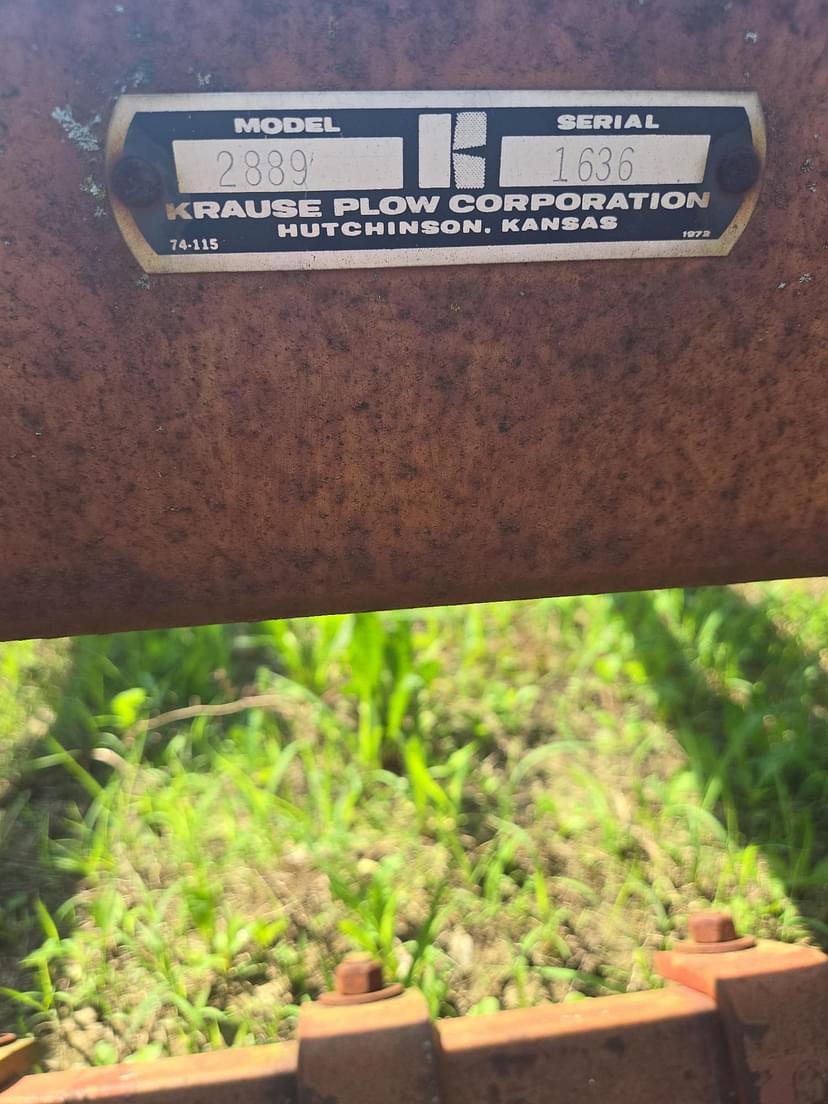 MODEL SERIAL
2889 1636
KRAUSE PLOW CORPORATION
HUTCHINSON, KANSAS
74-115 1972